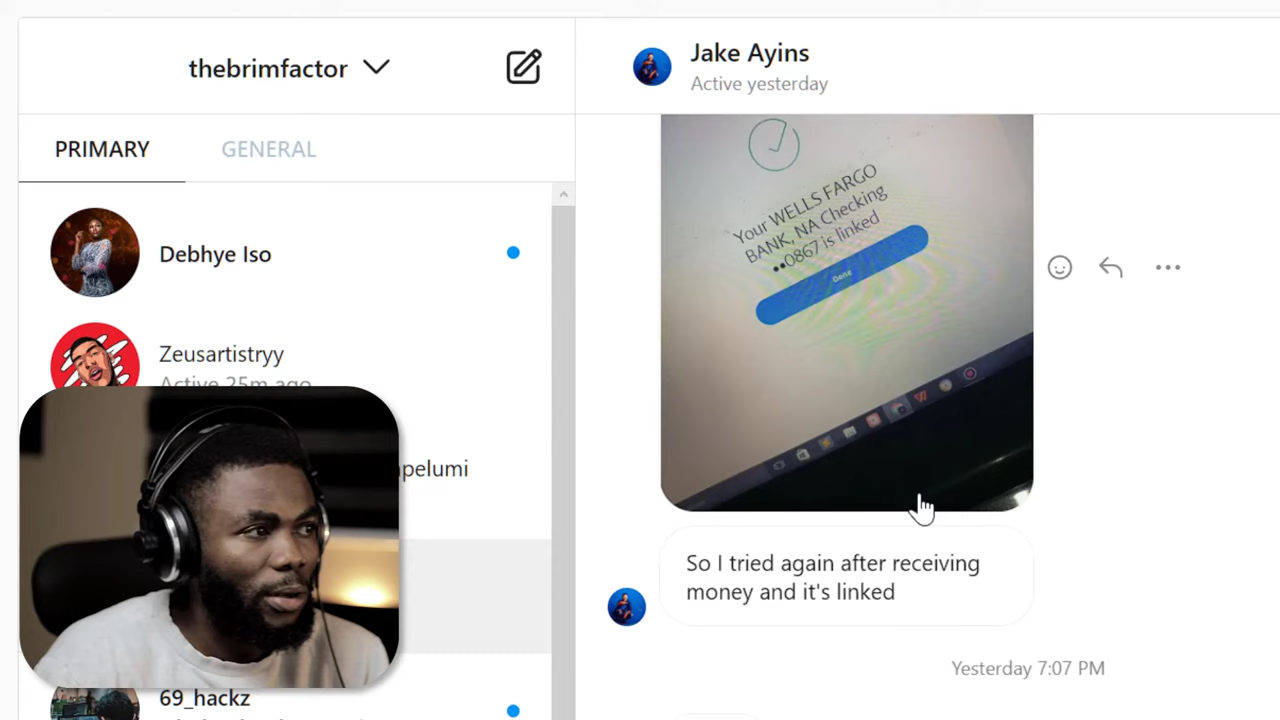 thebrimfactor
PRIMARY
GENERAL
Debhye Iso
Zeusartistryy
Active 25m ago
pelumi
69_hackz
Jake Ayins
Active yesterday
Your WELLS FARGO
BANK, NA Checking
••0867 is linked
Done
So I tried again after receiving
money and it's linked
Yesterday 7:07 PM